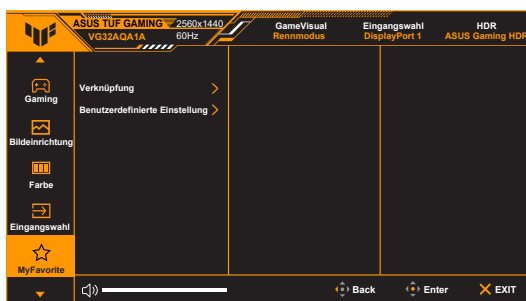 ASUS TUF GAMING 2560x1440
VG32AQA1A 60Hz
GameVisual
Rennmodus
Eingangswahl
DisplayPort 1
HDR
ASUS Gaming HDR
Gaming
Bildeinrichtung
Farbe
Eingangswahl
MyFavorite
Verknüpfung
Benutzerdefinierte Einstellung
Back Enter EXIT